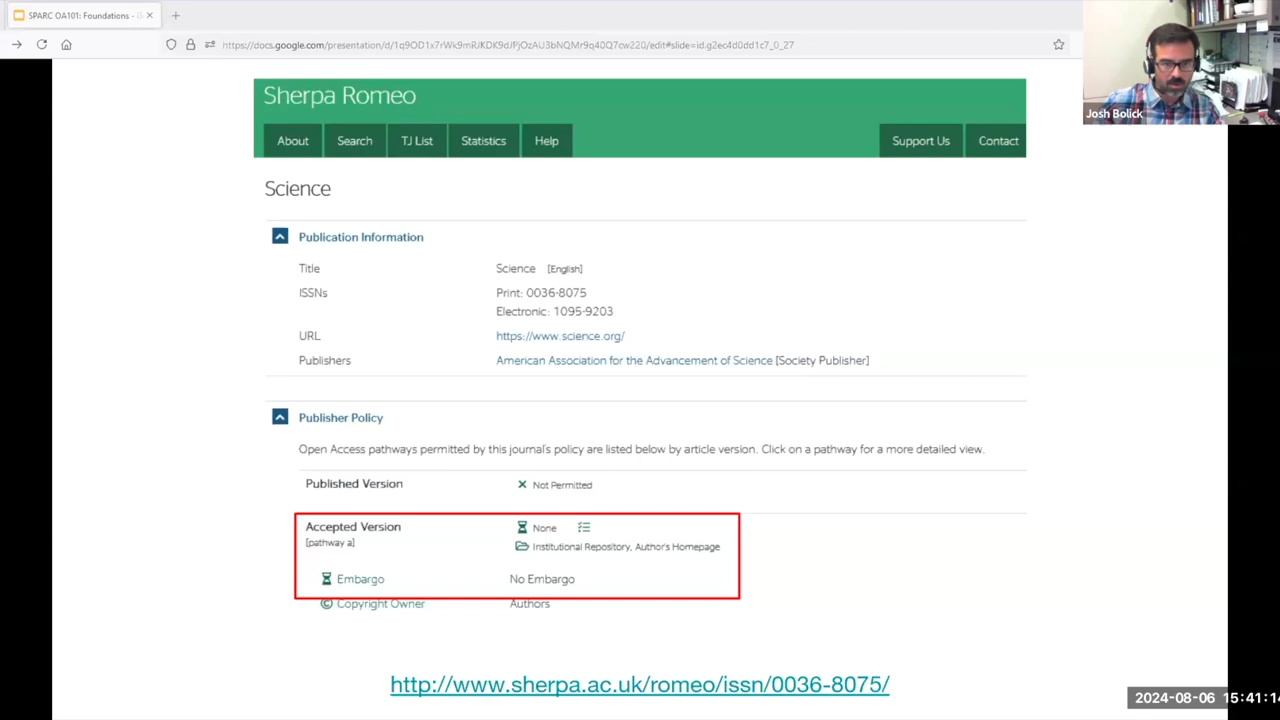 SPARC OA101: Foundations - G
https://docs.google.com/presentation/d/1q9OD1x7rWk9mRJKDK9dJPjOzAU3bNQMr9q40Q7cw220/edit#slide=id.g2ec4d0dd1c7_0_27
Josh Bolick
Sherpa Romeo
About Search TJ List Statistics Help Support Us Contact
Science
Publication Information
Title Science [English]
ISSNs Print: 0036-8075
Electronic: 1095-9203
URL https://www.science.org/
Publishers American Association for the Advancement of Science [Society Publisher]
Publisher Policy
Open Access pathways permitted by this journal's policy are listed below by article version. Click on a pathway for a more detailed view.
Published Version Not Permitted
Accepted Version None
[pathway a] Institutional Repository, Author's Homepage
Embargo No Embargo
© Copyright Owner Authors
http://www.sherpa.ac.uk/romeo/issn/0036-8075/
2024-08-06 15:41:14